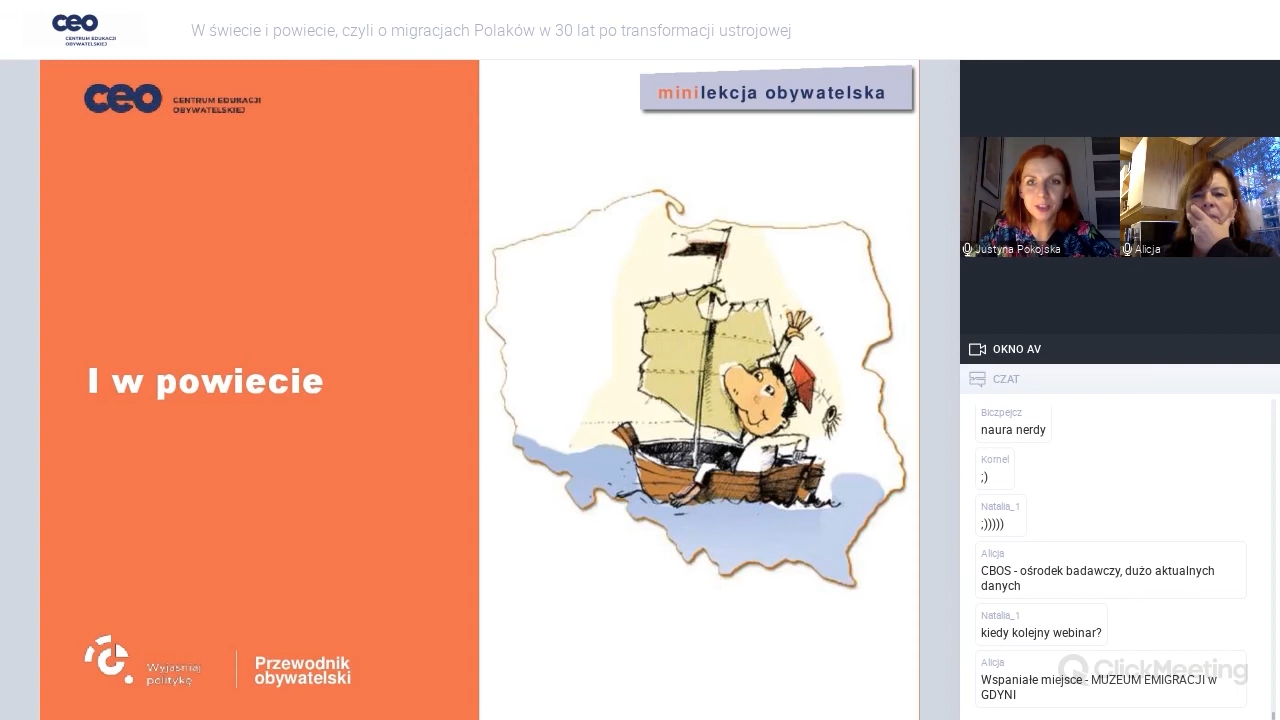 ceo
CENTRUM EDUKACJI
OBYWATELSKIEJ
W świecie i powiecie, czyli o migracjach Polaków w 30 lat po transformacji ustrojowej
ceo
CENTRUM EDUKACJI
OBYWATELSKIEJ
minilekcja obywatelska
I w powiecie
Wyjaśniaj
politykę
Przewodnik
obywatelski
Justyna Pokojska
Alicja
OKNO AV
CZAT
Biczpejcz
naura nerdy
Kornel
;)
Natalia_1
;)))))
Alicja
CBOS - ośrodek badawczy, dużo aktualnych
danych
Natalia_1
kiedy kolejny webinar?
Alicja
ClickMeeting
Wspaniałe miejsce - MUZEUM EMIGRACJI w
GDYNI